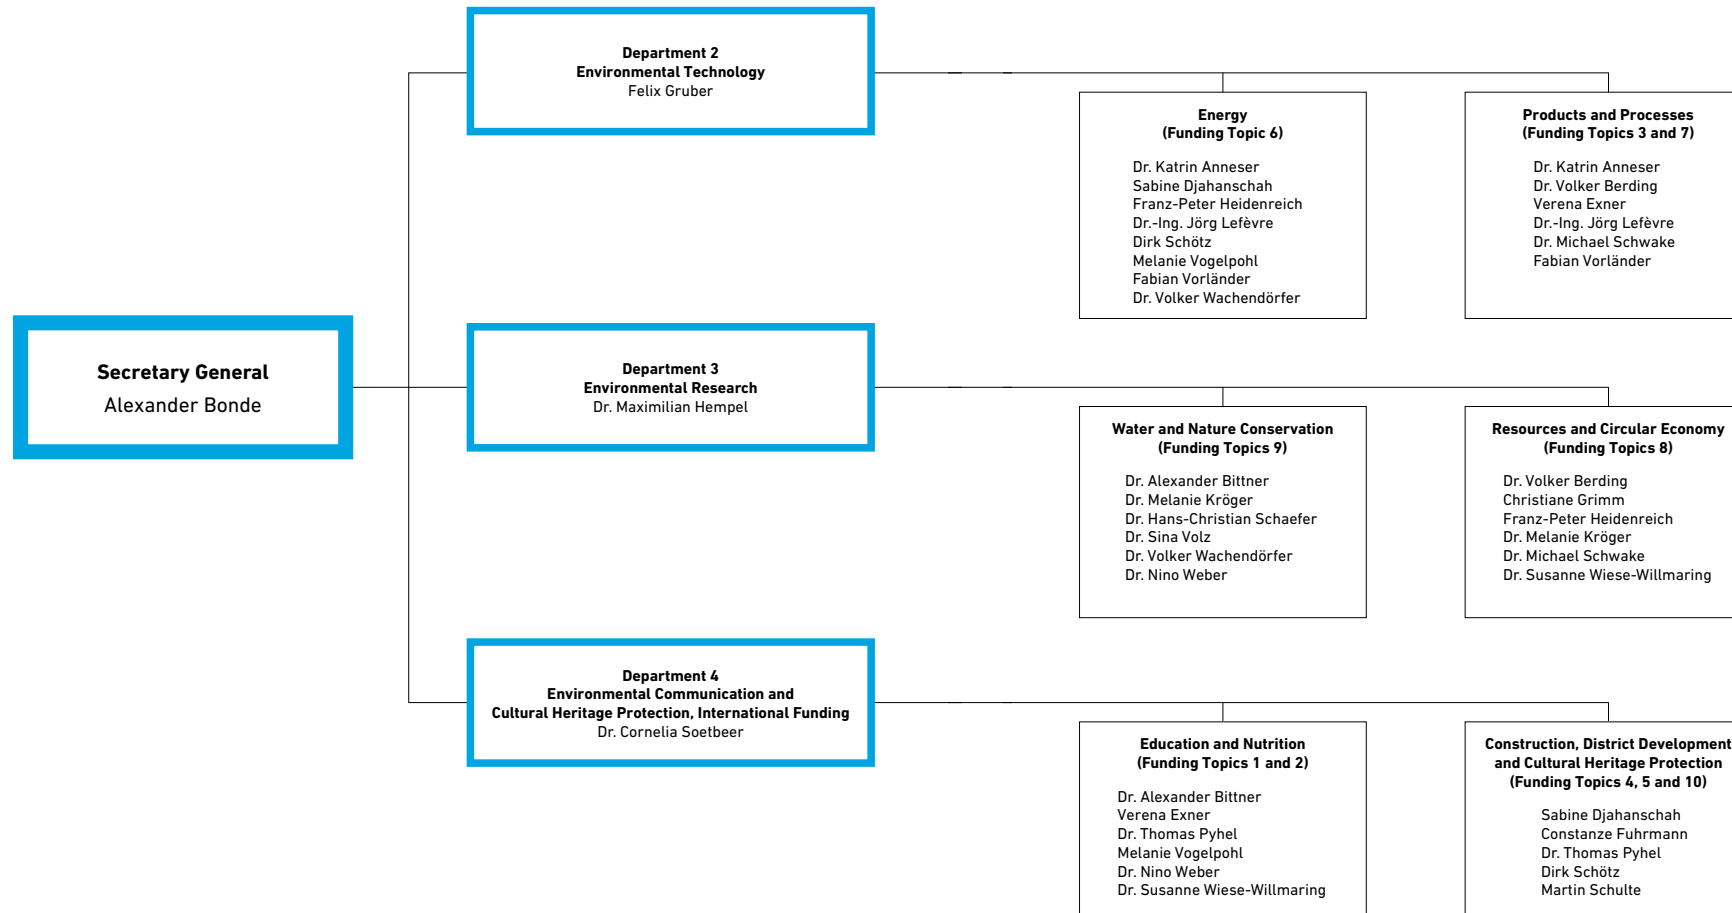 Secretary General
Alexander Bonde
Department 2
Environmental Technology
Felix Gruber
Energy
(Funding Topic 6)
Dr. Katrin Anneser
Sabine Djahanschah
Franz-Peter Heidenreich
Dr.-Ing. Jörg Lefèvre
Dirk Schötz
Melanie Vogelpohl
Fabian Vorländer
Dr. Volker Wachendörfer
Products and Processes
(Funding Topics 3 and 7)
Dr. Katrin Anneser
Dr. Volker Berding
Verena Exner
Dr.-Ing. Jörg Lefèvre
Dr. Michael Schwake
Fabian Vorländer
Department 3
Environmental Research
Dr. Maximilian Hempel
Water and Nature Conservation
(Funding Topics 9)
Dr. Alexander Bittner
Dr. Melanie Kröger
Dr. Hans-Christian Schaefer
Dr. Sina Volz
Dr. Volker Wachendörfer
Dr. Nino Weber
Resources and Circular Economy
(Funding Topics 8)
Dr. Volker Berding
Christiane Grimm
Franz-Peter Heidenreich
Dr. Melanie Kröger
Dr. Michael Schwake
Dr. Susanne Wiese-Willmaring
Department 4
Environmental Communication and
Cultural Heritage Protection, International Funding
Dr. Cornelia Soetbeer
Education and Nutrition
(Funding Topics 1 and 2)
Dr. Alexander Bittner
Verena Exner
Dr. Thomas Pyhel
Melanie Vogelpohl
Dr. Nino Weber
Dr. Susanne Wiese-Willmaring
Construction, District Development
and Cultural Heritage Protection
(Funding Topics 4, 5 and 10)
Sabine Djahanschah
Constanze Fuhrmann
Dr. Thomas Pyhel
Dirk Schötz
Martin Schulte